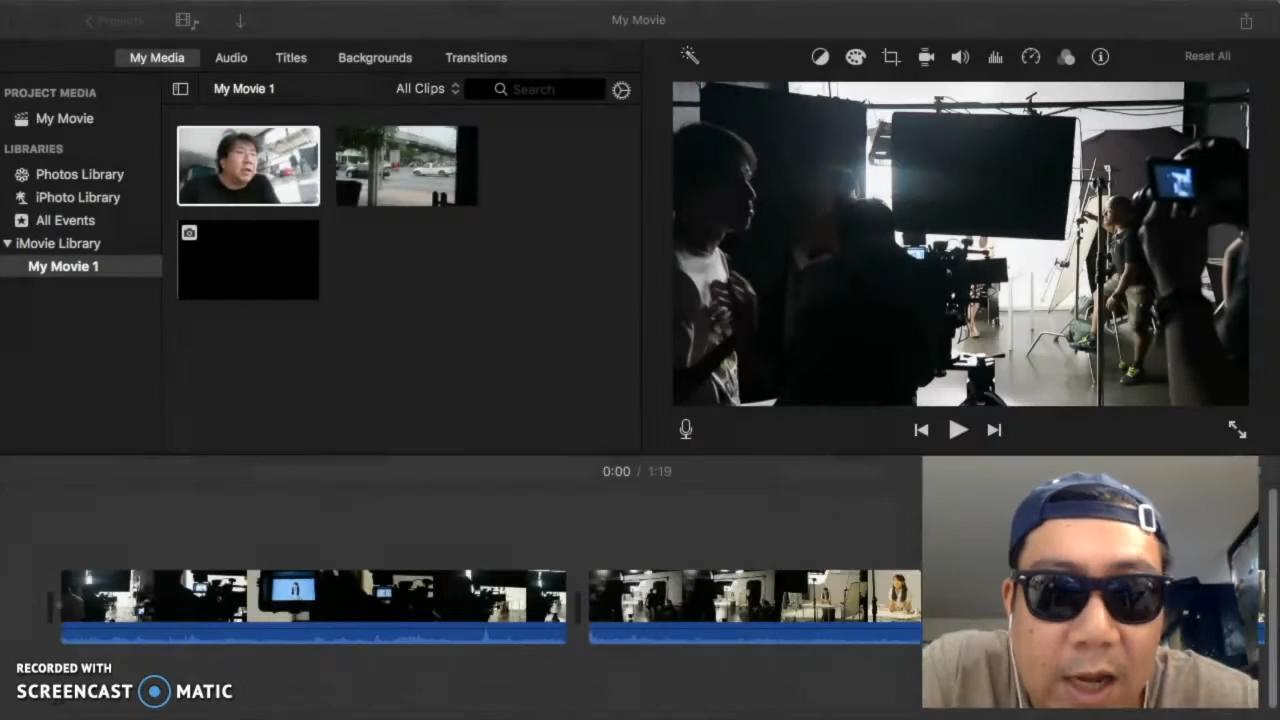 Projects
My Movie
My Media
Audio
Titles
Backgrounds
Transitions
Reset All
PROJECT MEDIA
My Movie 1
All Clips
Search
My Movie
LIBRARIES
Photos Library
iPhoto Library
All Events
iMovie Library
My Movie 1
0:00 / 1:19
RECORDED WITH
SCREENCAST MATIC